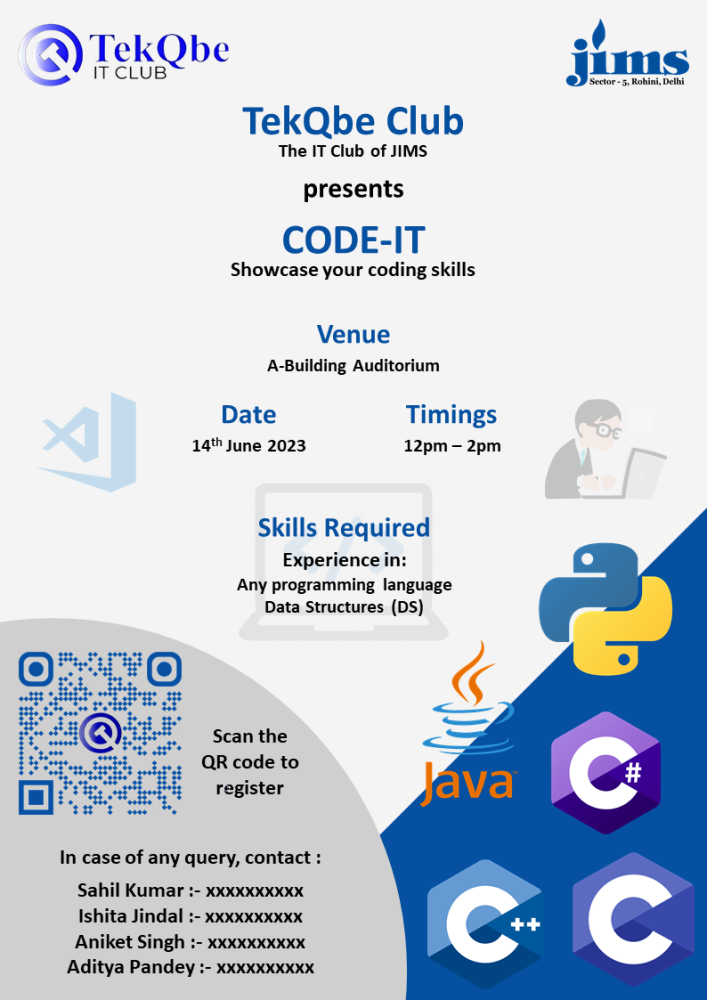 TekQbe
IT CLUB
jims
Sector - 5, Rohini, Delhi
TekQbe Club
The IT Club of JIMS
presents
CODE-IT
Showcase your coding skills
Venue
A-Building Auditorium
Date
14th June 2023
Timings
12pm – 2pm
Skills Required
Experience in:
Any programming language
Data Structures (DS)
Scan the
QR code to
register
Java™
C#
C++
C
In case of any query, contact :
Sahil Kumar :- xxxxxxxxxx
Ishita Jindal :- xxxxxxxxxx
Aniket Singh :- xxxxxxxxxx
Aditya Pandey :- xxxxxxxxxx